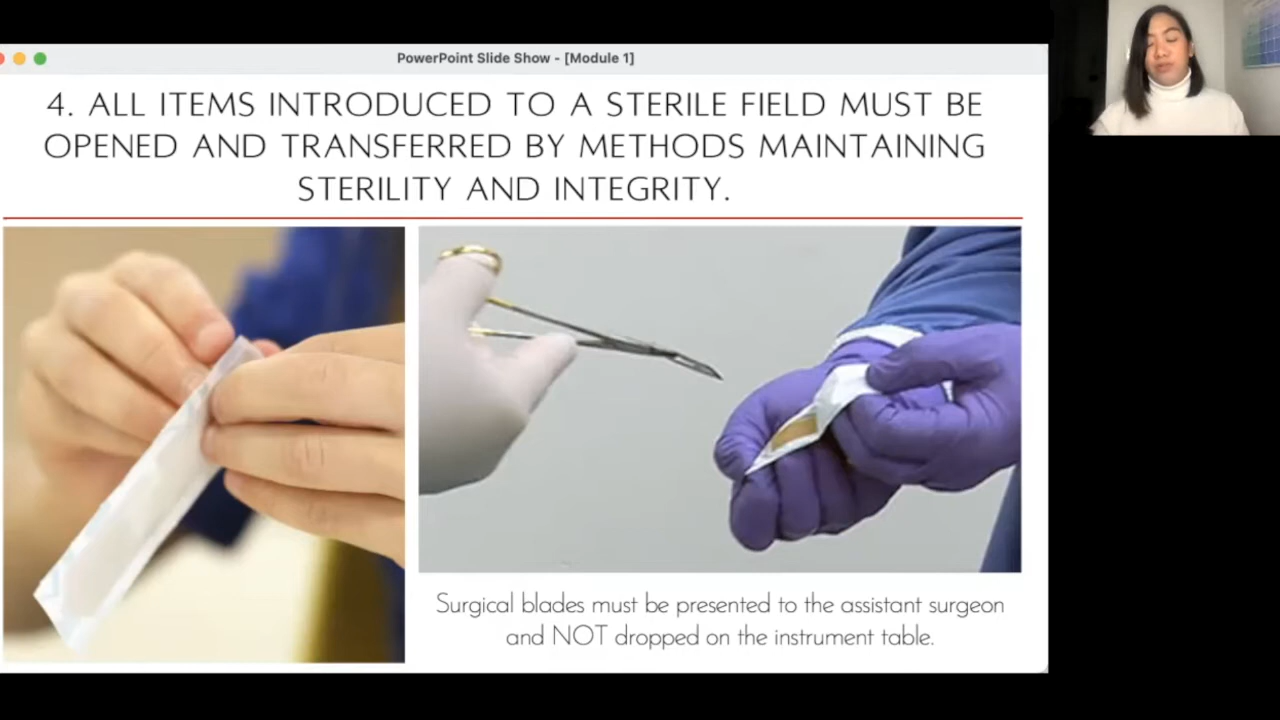 PowerPoint Slide Show - [Module 1]
4. ALL ITEMS INTRODUCED TO A STERILE FIELD MUST BE
OPENED AND TRANSFERRED BY METHODS MAINTAINING
STERILITY AND INTEGRITY.
Surgical blades must be presented to the assistant surgeon
and NOT dropped on the instrument table.